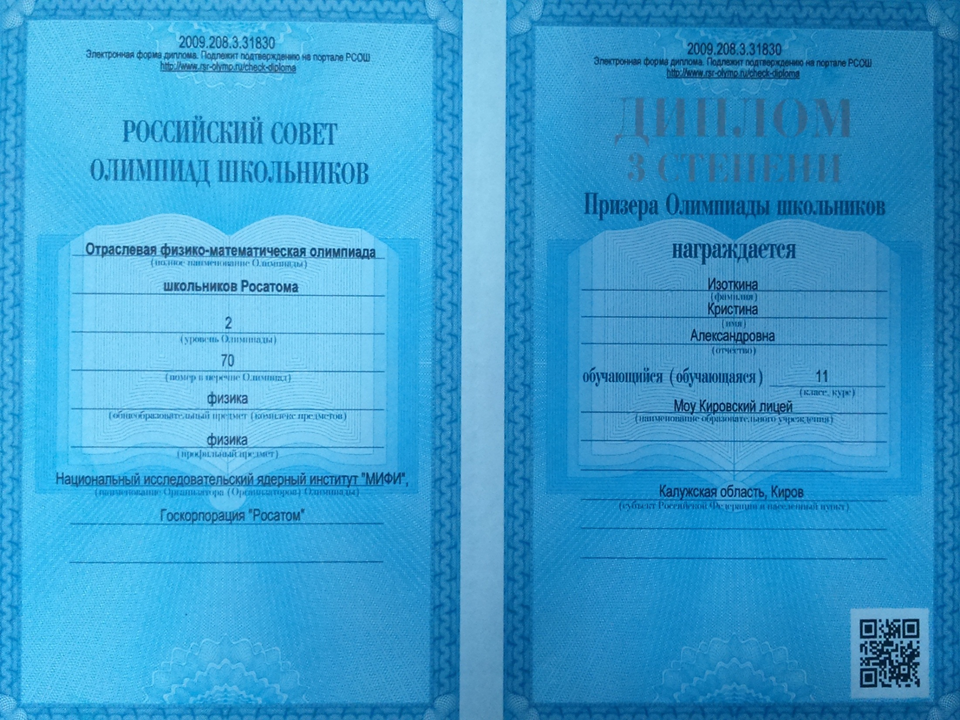 2009.208.3.31830
Электронная форма диплома. Подлежит подтверждению на портале РСОШ
http://www.rsr-olymp.ru/check-diploma
РОССИЙСКИЙ СОВЕТ
ОЛИМПИАД ШКОЛЬНИКОВ
Отраслевая физико-математическая олимпиада
(полное наименование Олимпиады)
школьников Росатома
2
(уровень Олимпиады)
70
(номер в перечне Олимпиад)
физика
(общеобразовательный предмет (комплекс предметов)
физика
(профильный предмет)
Национальный исследовательский ядерный институт "МИФИ",
(наименование Организатора (Организаторов) Олимпиады)
Госкорпорация "Росатом"
2009.208.3.31830
Электронная форма диплома. Подлежит подтверждению на портале РСОШ
http://www.rsr-olymp.ru/check-diploma
ДИПЛОМ
3 СТЕПЕНИ
Призера Олимпиады школьников
награждается
Изоткина
(фамилия)
Кристина
(имя)
Александровна
(отчество)
обучающийся (обучающаяся) 11
(класс, курс)
Моу Кировский лицей
(наименование образовательного учреждения)
Калужская область, Киров
(субъект Российской Федерации и населенный пункт)